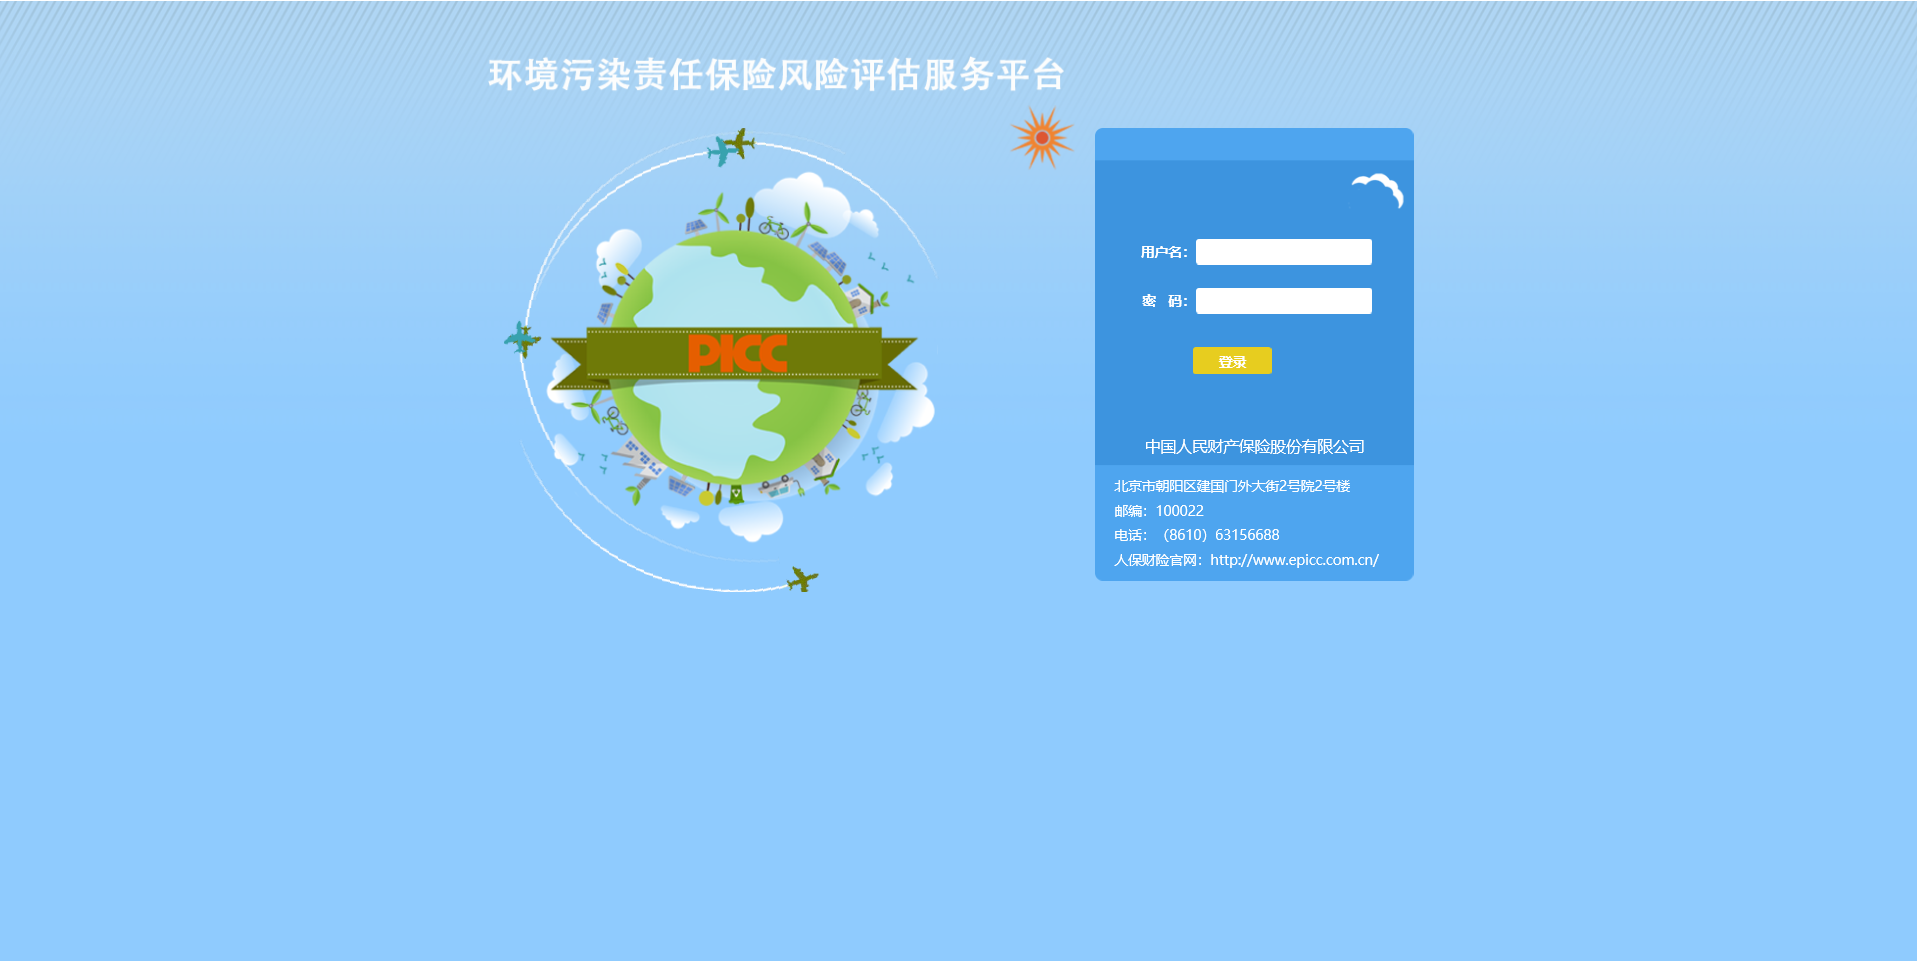 环境污染责任保险风险评估服务平台
PICC
用户名：
密 码：
登录
中国人民财产保险股份有限公司
北京市朝阳区建国门外大街2号院2号楼
邮编：100022
电话：（8610）63156688
人保财险官网：http://www.epicc.com.cn/